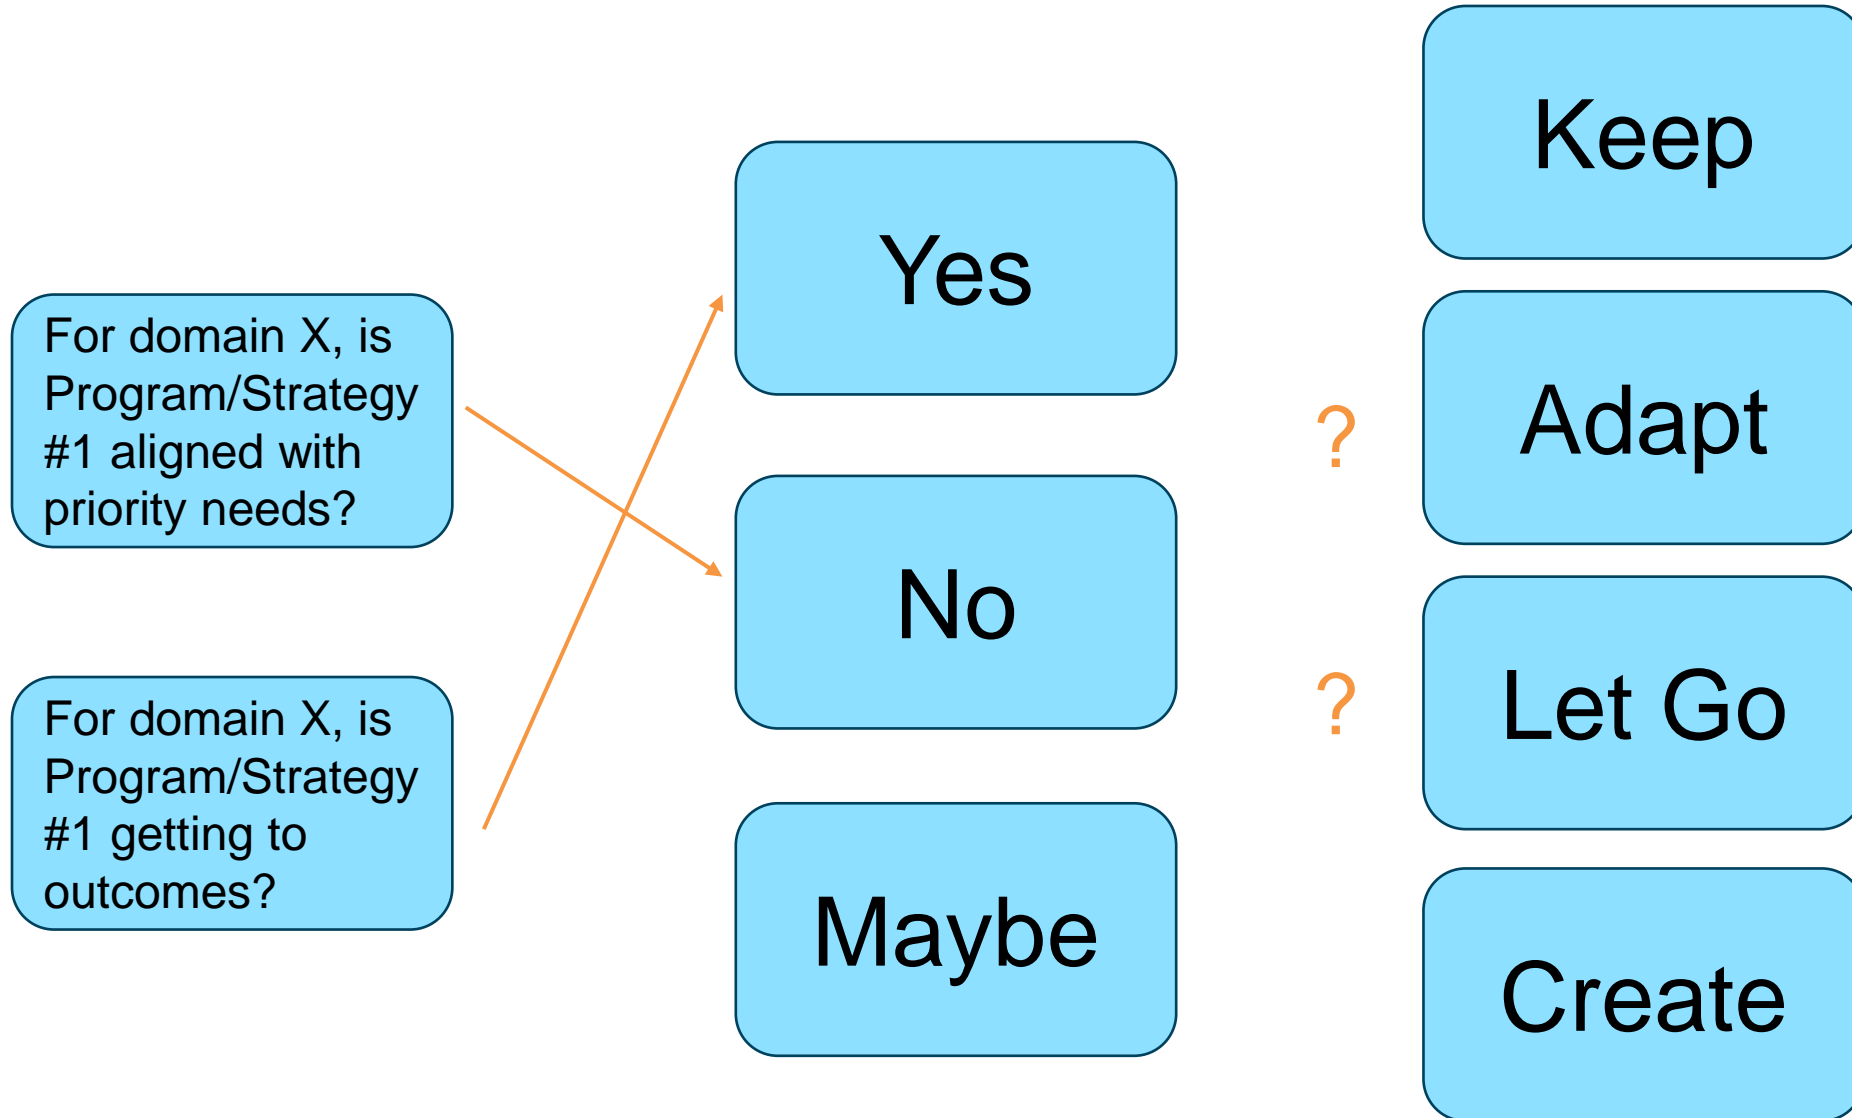 For domain X, is
Program/Strategy
#1 aligned with
priority needs?
For domain X, is
Program/Strategy
#1 getting to
outcomes?
Yes
No
Maybe
?
?
Keep
Adapt
Let Go
Create